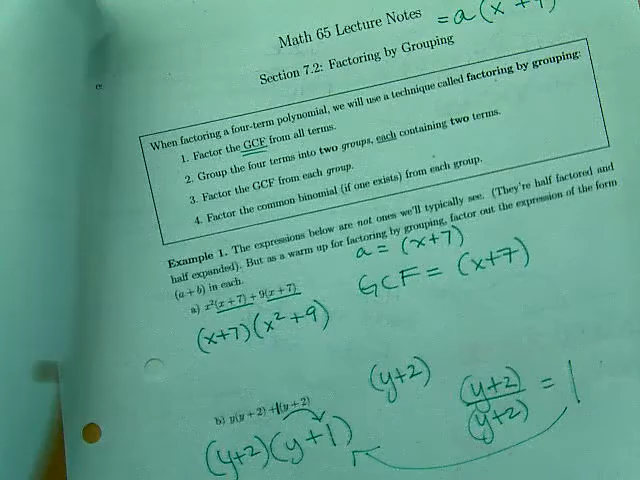 Math 65 Lecture Notes
= a(x + 7)
Section 7.2: Factoring by Grouping
When factoring a four-term polynomial, we will use a technique called factoring by grouping:
1. Factor the GCF from all terms.
2. Group the four terms into two groups, each containing two terms.
3. Factor the GCF from each group.
4. Factor the common binomial (if one exists) from each group.
Example 1. The expressions below are not ones we'll typically see. (They're half factored and
half expanded). But as a warm up for factoring by grouping, factor out the expression of the form
(a + b) in each.
a = (x+7)
a) x²(x + 7) + 9(x + 7)
GCF = (x+7)
(x+7)(x²+9)
(y+2)
b) y(y + 2) +1(y + 2)
(y+2)/(y+2) = 1
(y+2)(y+1)